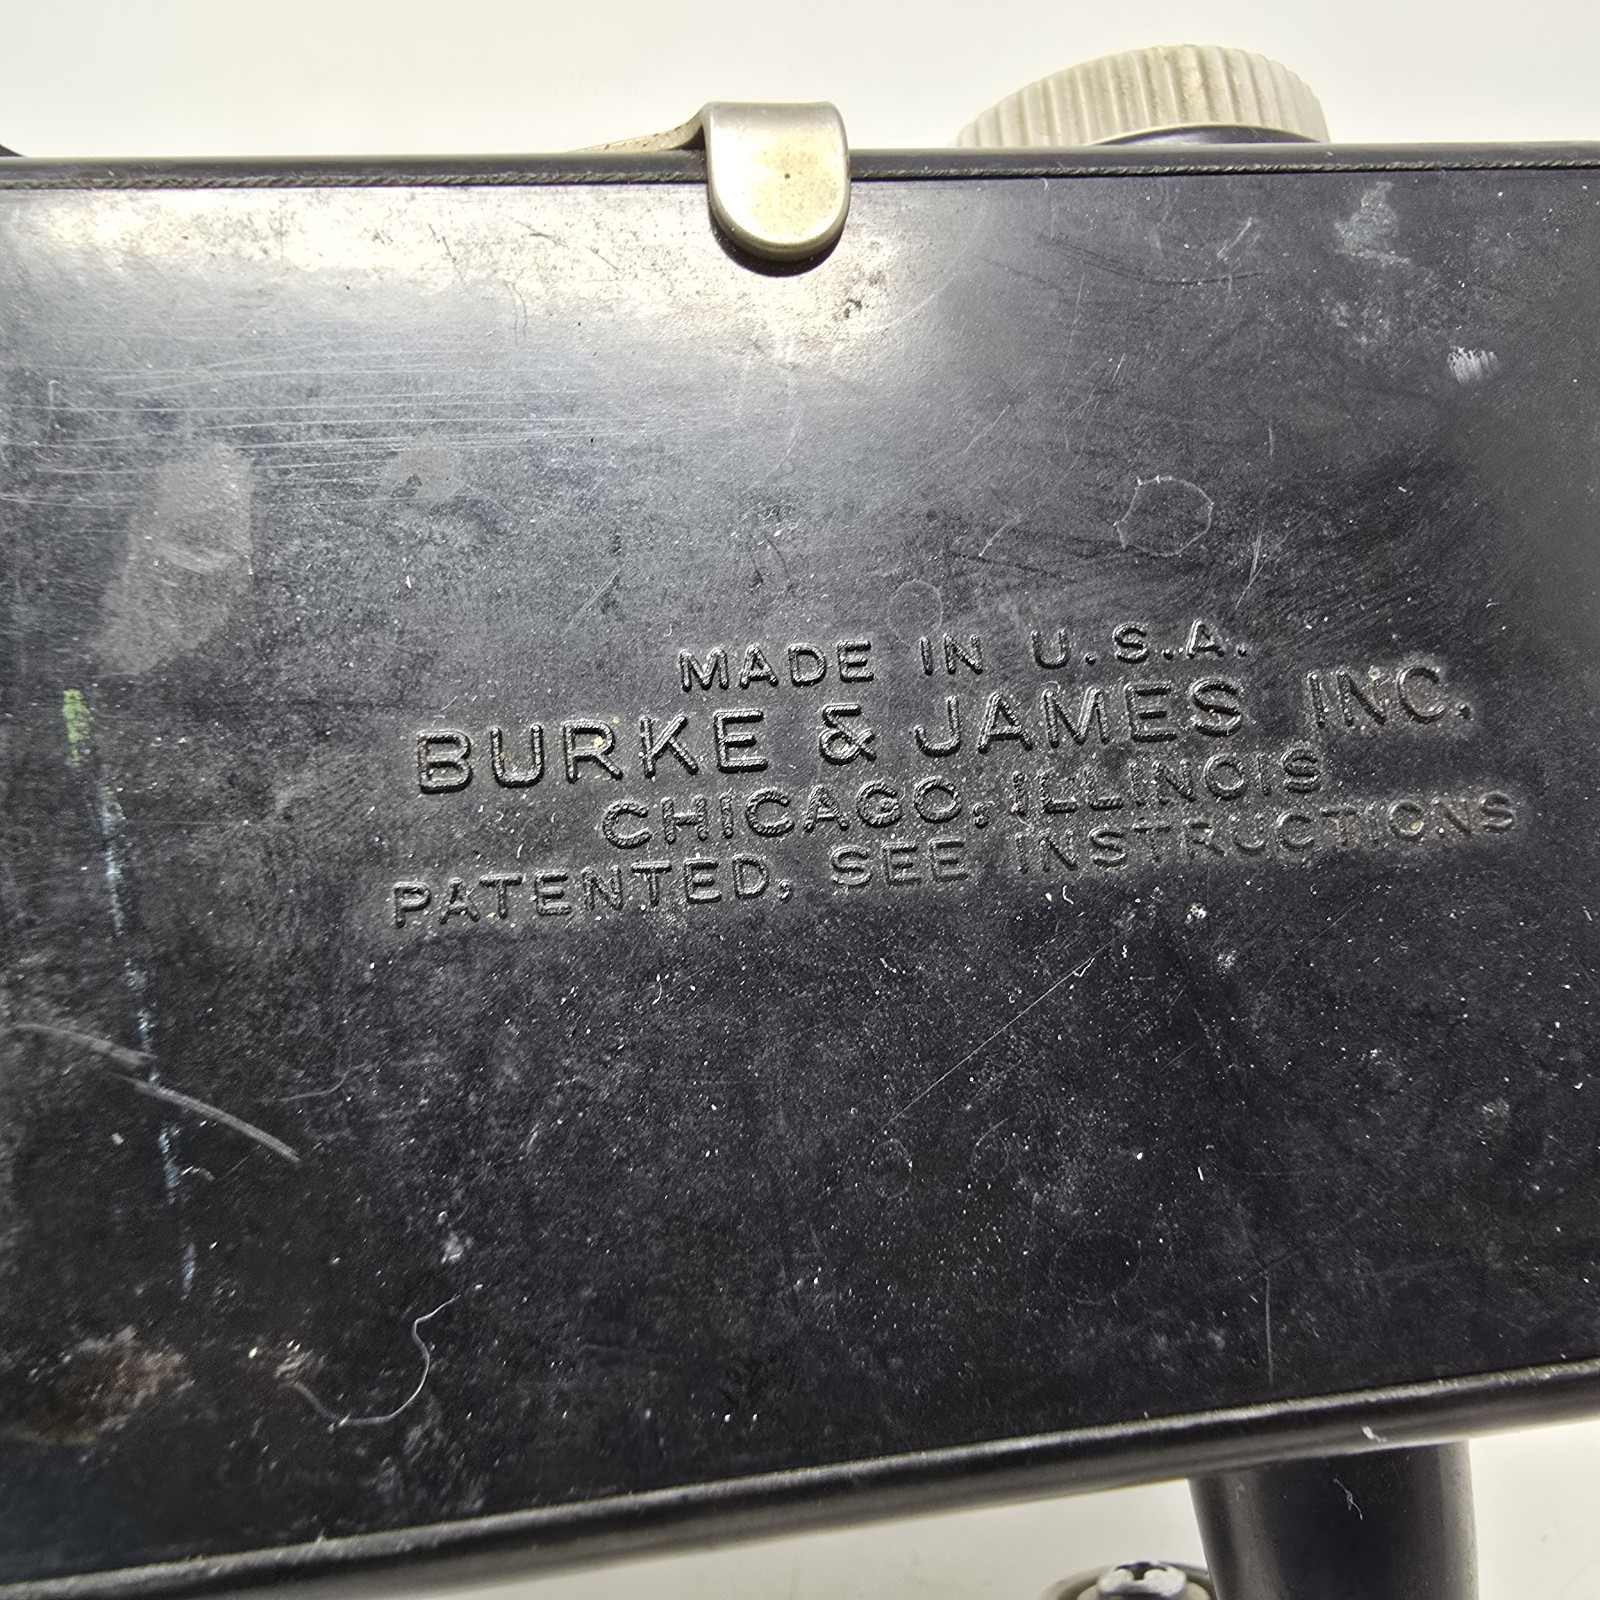 MADE IN U.S.A.
BURKE & JAMES INC.
CHICAGO, ILLINOIS
PATENTED, SEE INSTRUCTIONS